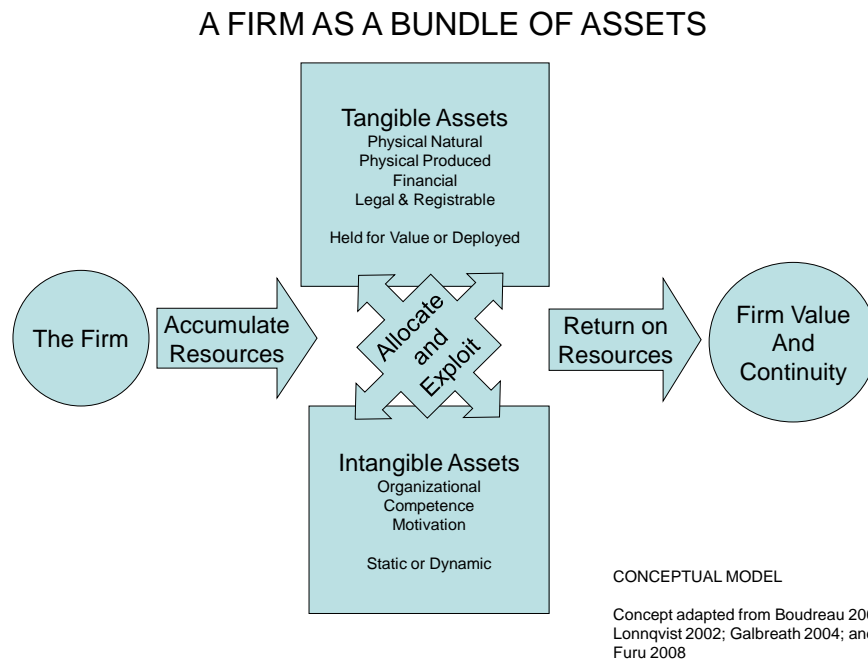 A FIRM AS A BUNDLE OF ASSETS
Tangible Assets
Physical Natural
Physical Produced
Financial
Legal & Registrable
Held for Value or Deployed
The Firm
Accumulate
Resources
Allocate
and
Exploit
Return on
Resources
Firm Value
And
Continuity
Intangible Assets
Organizational
Competence
Motivation
Static or Dynamic
CONCEPTUAL MODEL
Concept adapted from Boudreau
Lonnqvist 2002; Galbreath 2004; and
Furu 2008